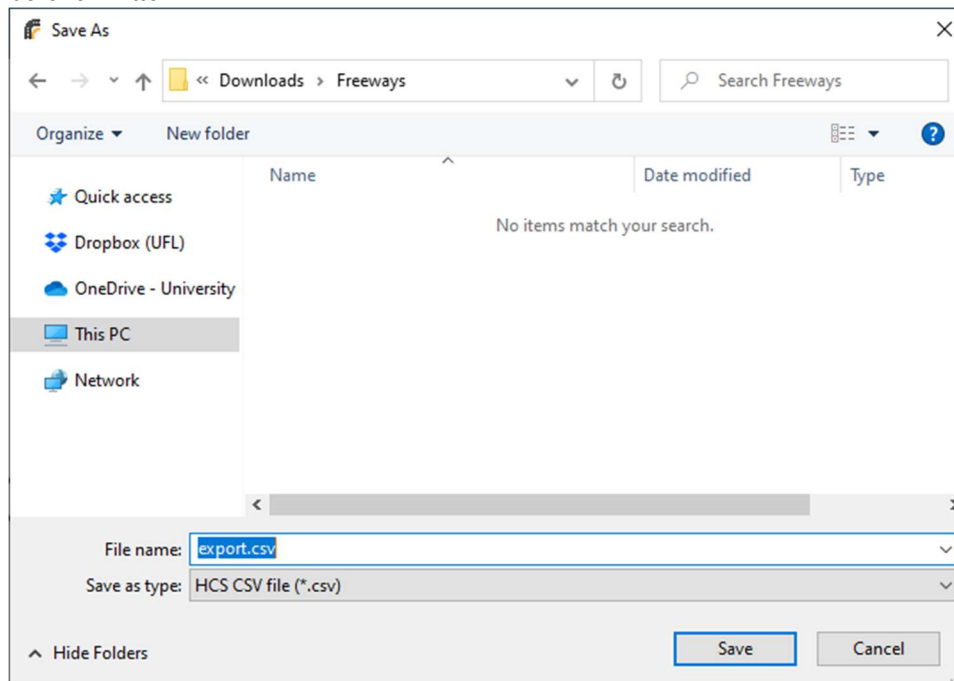 Save As
« Downloads > Freeways
Search Freeways
Organize
New folder
Name
Date modified
Type
No items match your search.
Quick access
Dropbox (UFL)
OneDrive - University
This PC
Network
File name: export.csv
Save as type: HCS CSV file (*.csv)
Hide Folders
Save
Cancel